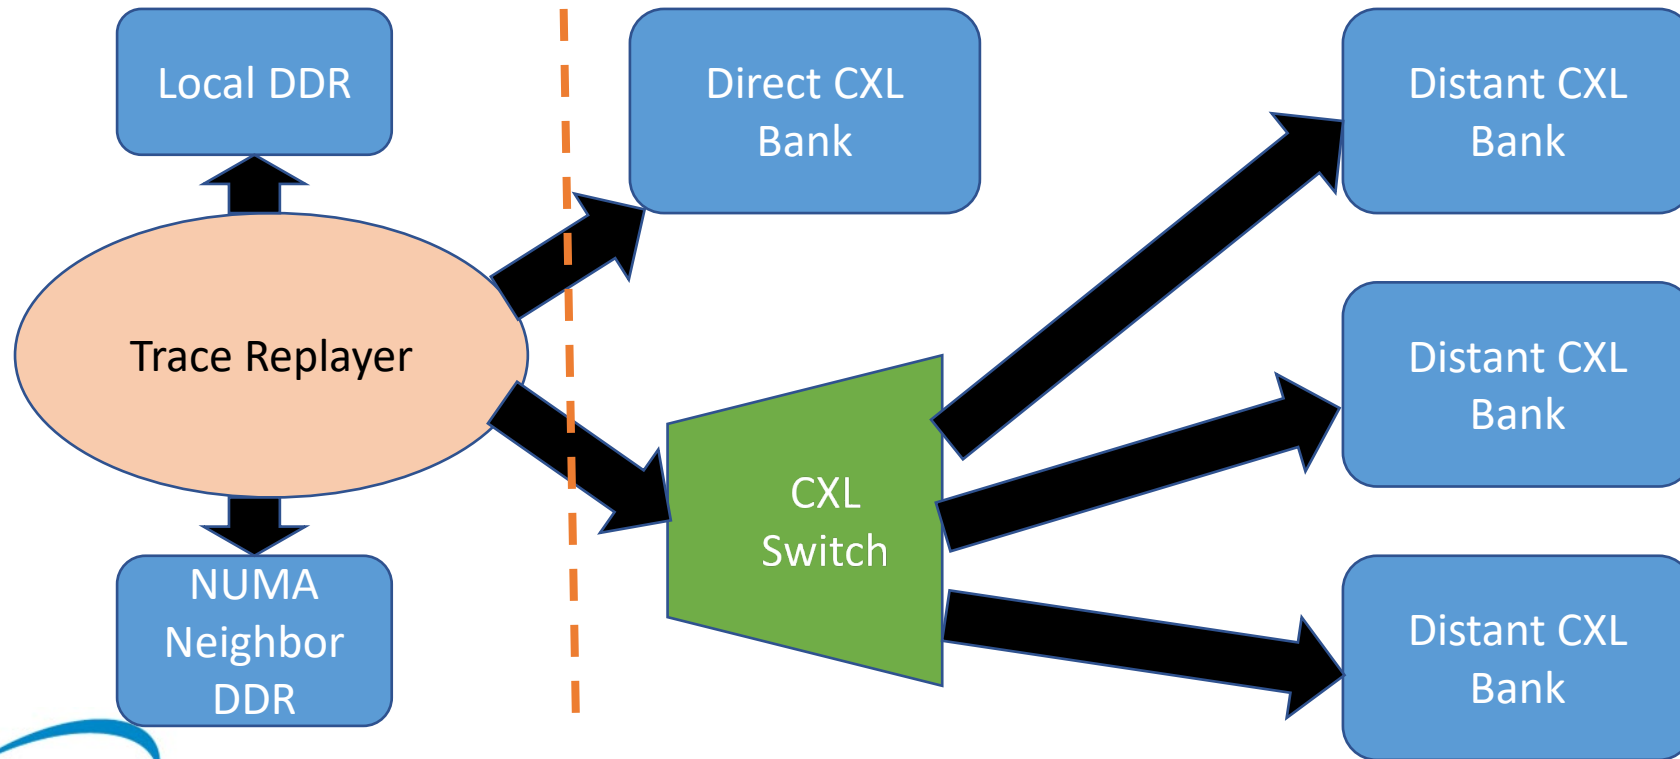 Local DDR
Direct CXL
Bank
Distant CXL
Bank
Trace Replayer
Distant CXL
Bank
CXL
Switch
NUMA
Neighbor
DDR
Distant CXL
Bank